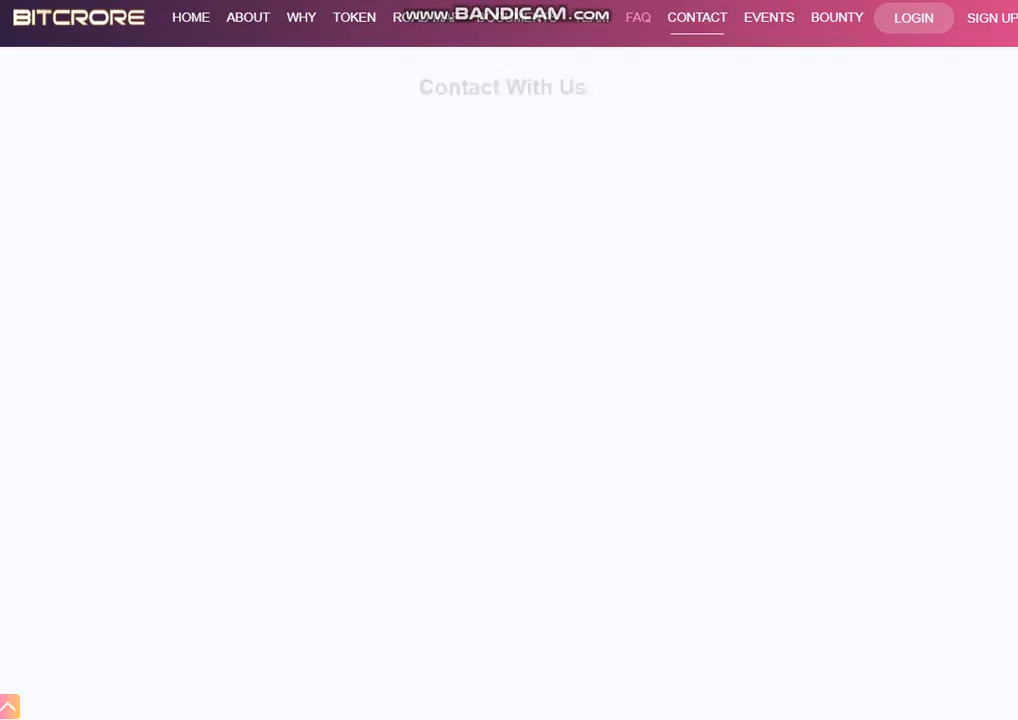 BITCRORE HOME ABOUT WHY TOKEN www.BANDICAM.com FAQ CONTACT EVENTS BOUNTY LOGIN SIGN UP
Contact With Us